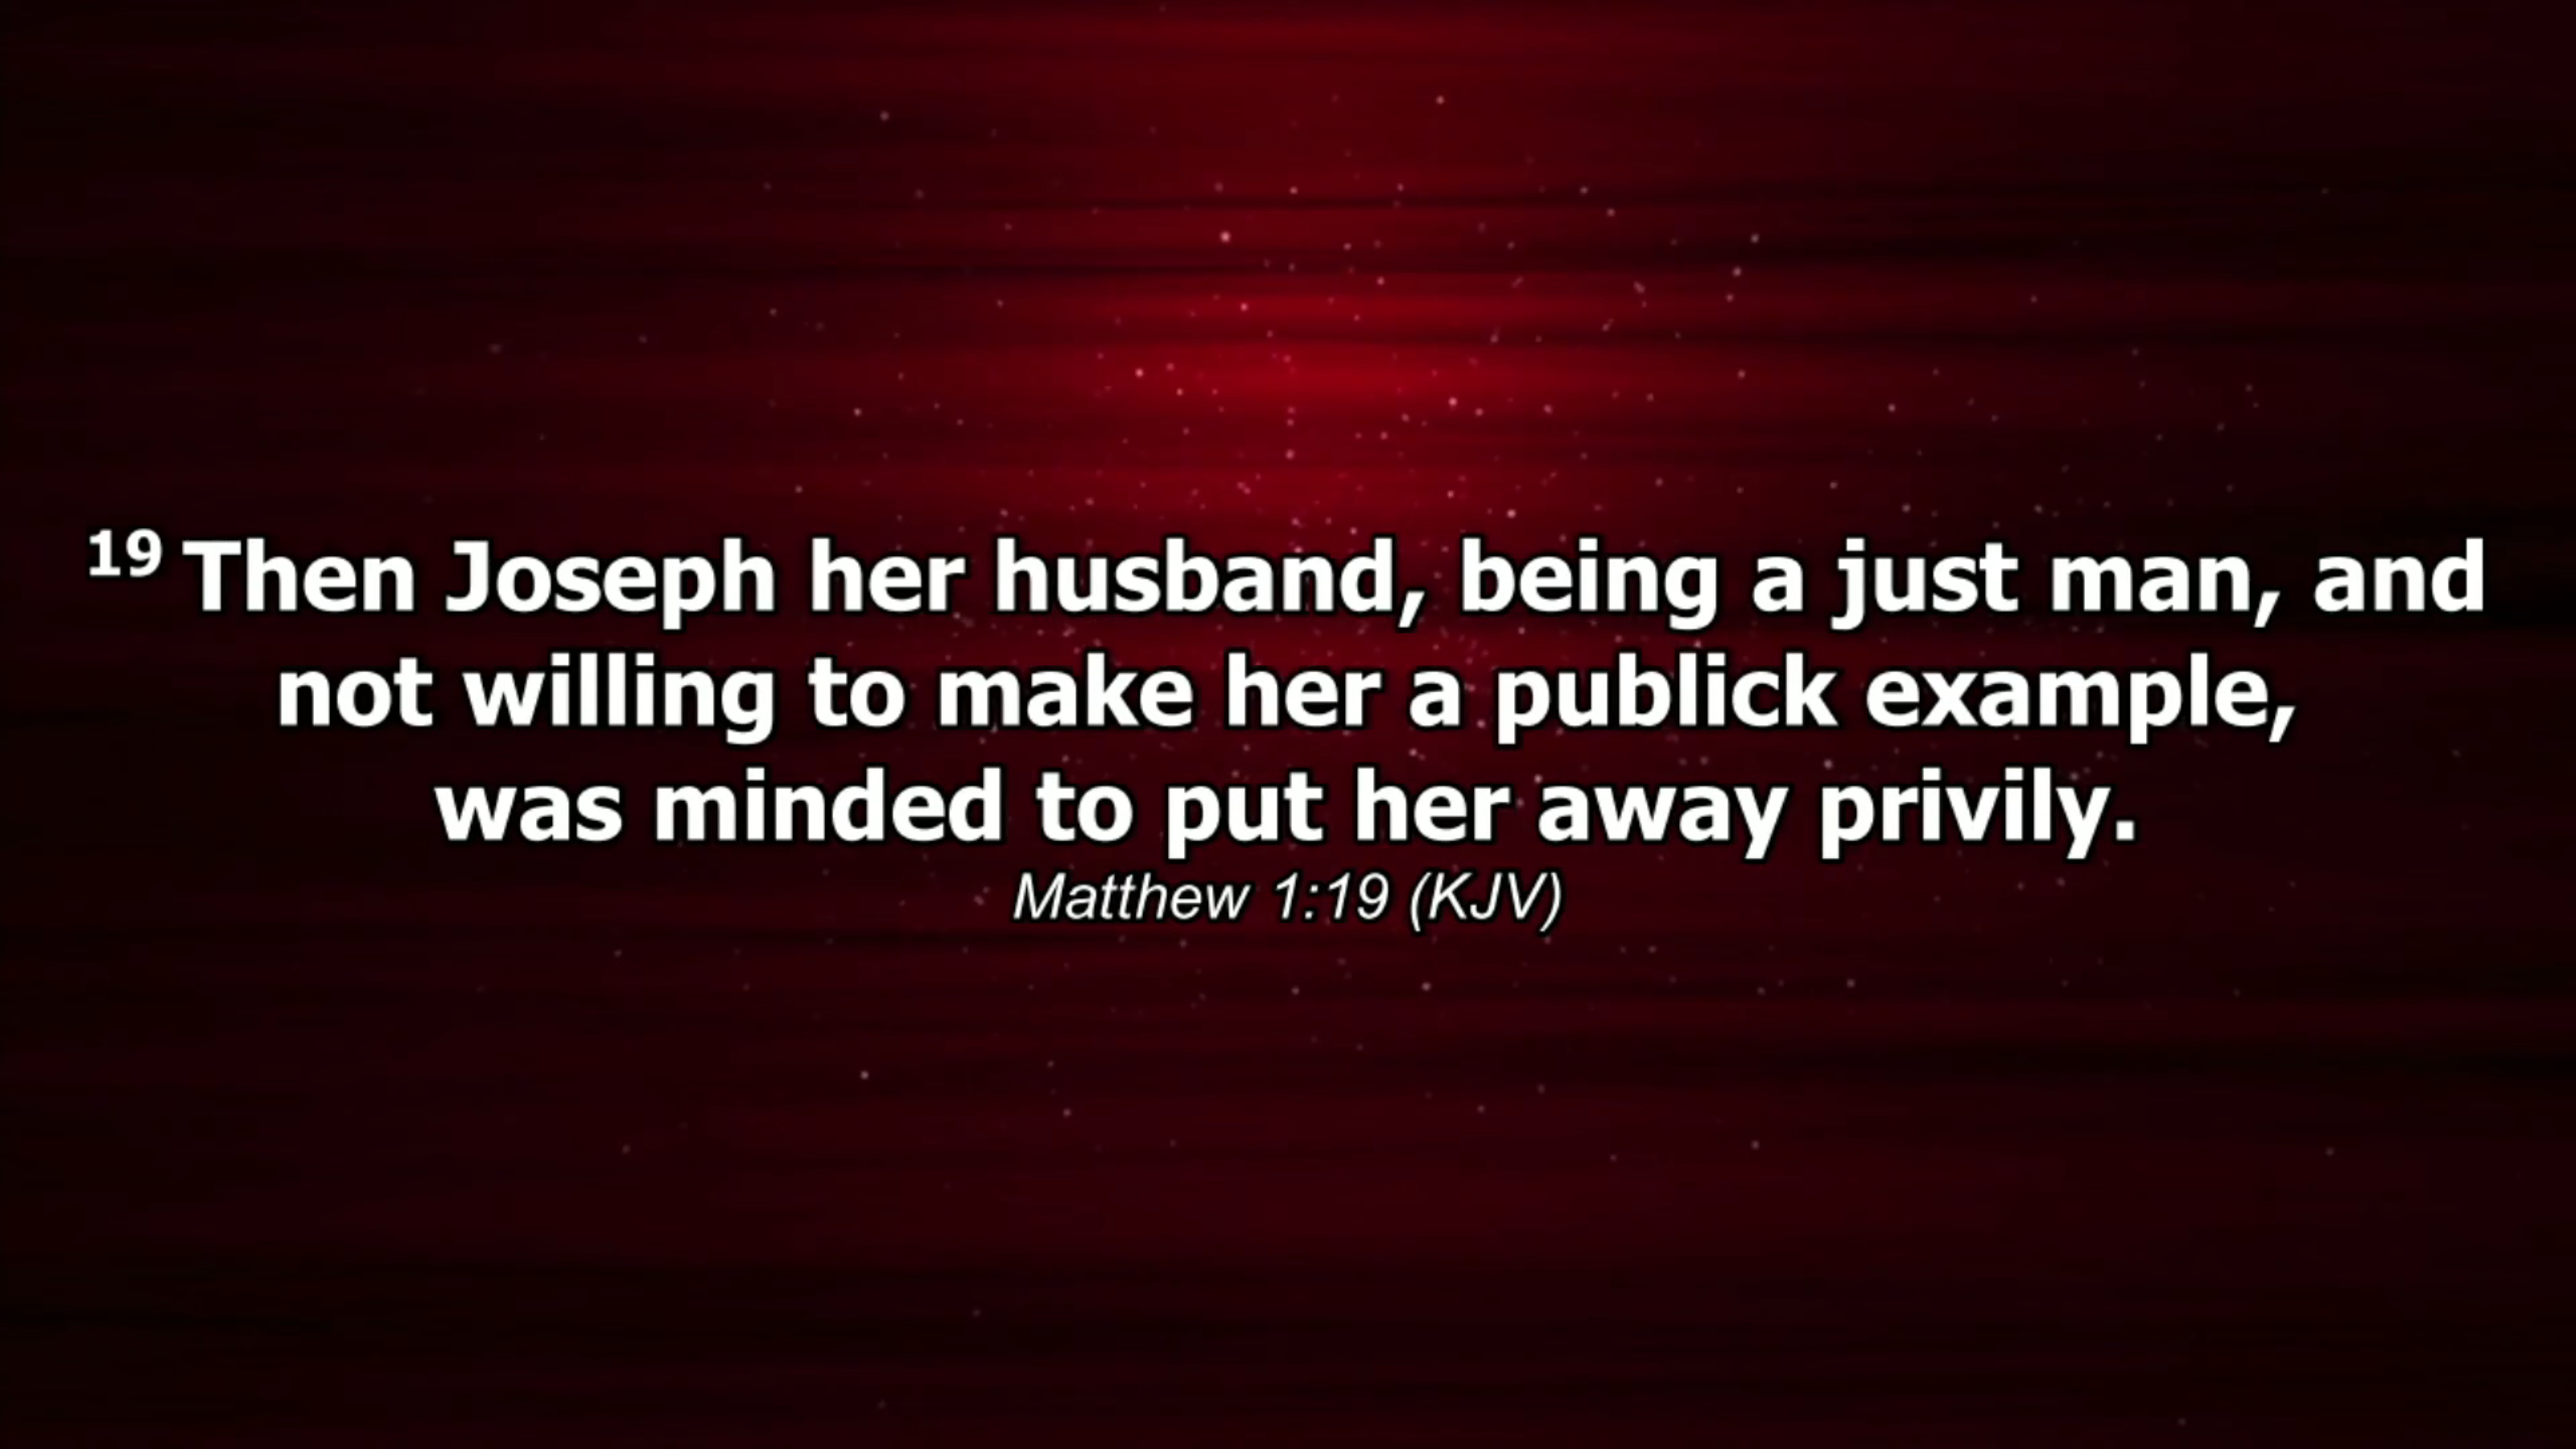 19 Then Joseph her husband, being a just man, and
not willing to make her a publick example,
was minded to put her away privily.
Matthew 1:19 (KJV)